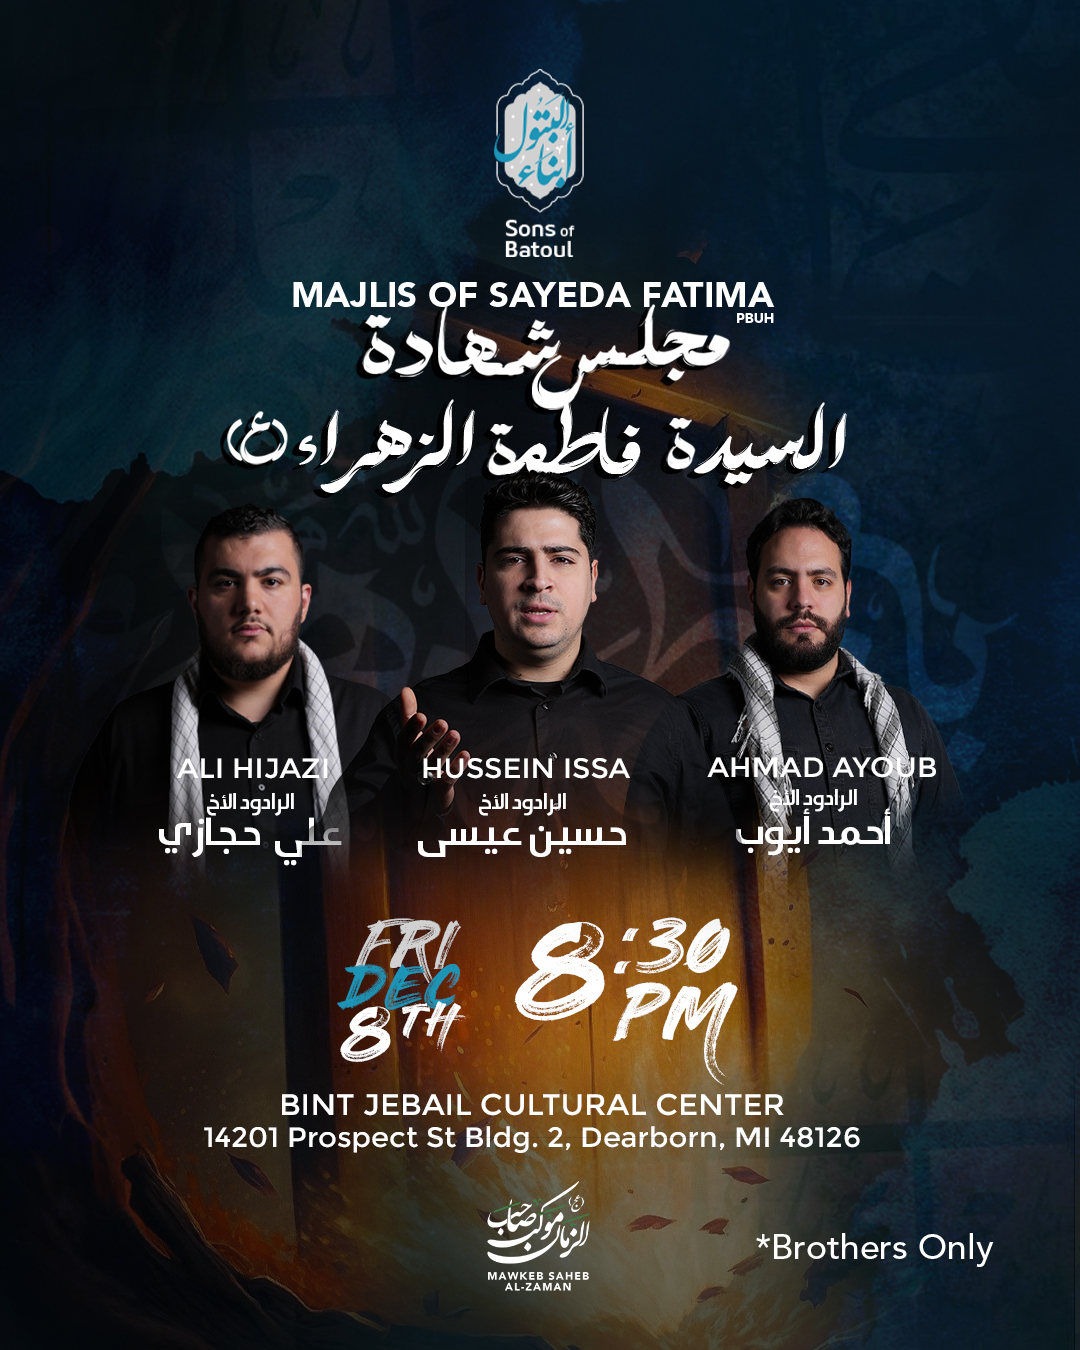 أبناء البتول
Sons of
Batoul
MAJLIS OF SAYEDA FATIMA
PBUH
مجلس شهادة
السيدة فاطمة الزهراء (ع)
ALI HIJAZI
الرادود الأخ
علي حجازي
HUSSEIN ISSA
الرادود الأخ
حسين عيسى
AHMAD AYOUB
الرادود الأخ
أحمد أيوب
FRI
DEC
8TH
8:30
PM
BINT JEBAIL CULTURAL CENTER
14201 Prospect St Bldg. 2, Dearborn, MI 48126
موكب صاحب
الزمان (عج)
MAWKEB SAHEB
AL-ZAMAN
*Brothers Only